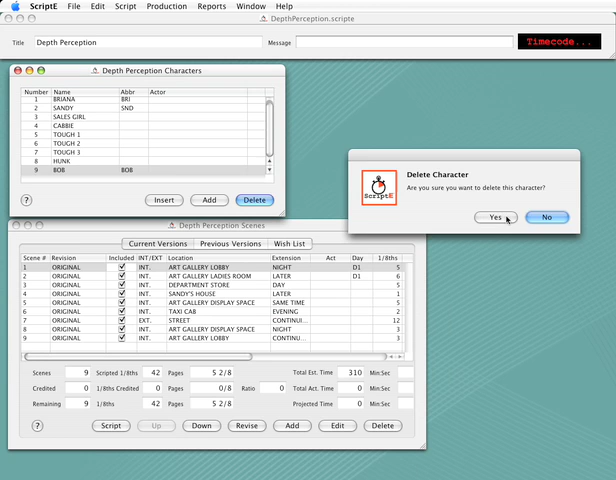 ScriptE File Edit Script Production Reports Window Help
DepthPerception.scripte
Title Depth Perception Message Timecode...
Depth Perception Characters
Number Name Abbr Actor
1 BRIANA BRI
2 SANDY SND
3 SALES GIRL
4 CABBIE
5 TOUGH 1
6 TOUGH 2
7 TOUGH 3
8 HUNK
9 BOB BOB
? Insert Add Delete
Delete Character
Are you sure you want to delete this character?
ScriptE
Yes No
Depth Perception Scenes
Current Versions Previous Versions Wish List
Scene # Revision Included INT/EXT Location Extension Act Day 1/8ths
1 ORIGINAL INT. ART GALLERY LOBBY NIGHT D1 5
2 ORIGINAL INT. ART GALLERY LADIES ROOM LATER D1 6
3 ORIGINAL INT. DEPARTMENT STORE DAY 5
4 ORIGINAL INT. SANDY'S HOUSE LATER 1
5 ORIGINAL INT. ART GALLERY DISPLAY SPACE SAME TIME 5
6 ORIGINAL INT. TAXI CAB EVENING 2
7 ORIGINAL EXT. STREET CONTINUI... 12
8 ORIGINAL INT. ART GALLERY DISPLAY SPACE NIGHT 3
9 ORIGINAL INT. ART GALLERY LOBBY CONTINUI... 3
Scenes 9 Scripted 1/8ths 42 Pages 5 2/8 Total Est. Time 310 Min:Sec
Credited 0 1/8ths Credited 0 Pages 0/8 Ratio 0 Total Act. Time 0 Min:Sec
Remaining 9 1/8ths 42 Pages 5 2/8 Projected Time 0 Min:Sec
? Script Up Down Revise Add Edit Delete